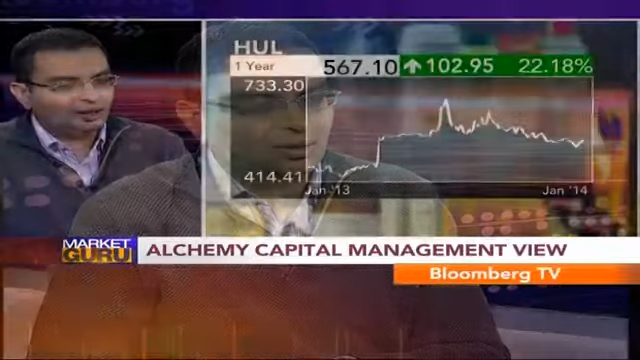 HUL
1 Year 567.10 102.95 22.18%
733.30
414.41
Jan '13 Jan '14
MARKET GURU
ALCHEMY CAPITAL MANAGEMENT VIEW
Bloomberg TV